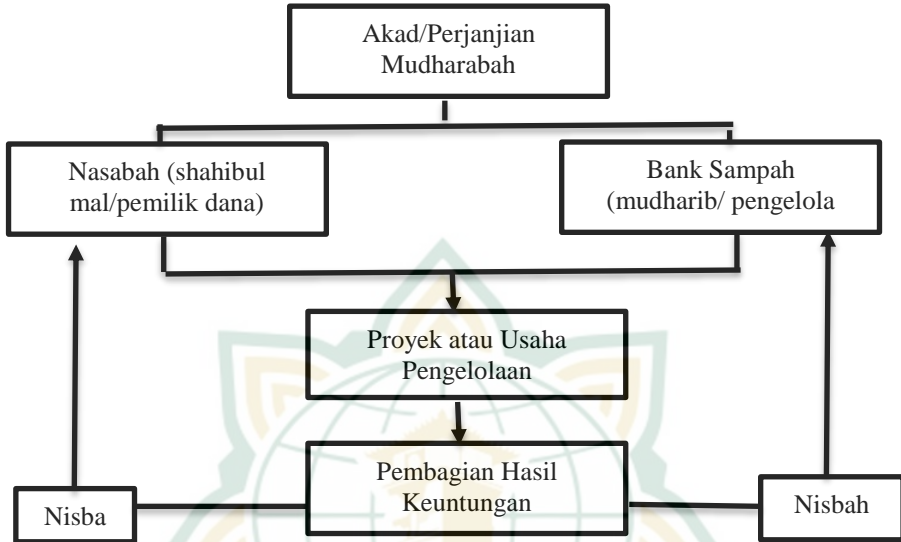 Akad/Perjanjian
Mudharabah
Nasabah (shahibul
mal/pemilik dana)
Bank Sampah
(mudharib/ pengelola
Proyek atau Usaha
Pengelolaan
Pembagian Hasil
Keuntungan
Nisba
Nisbah